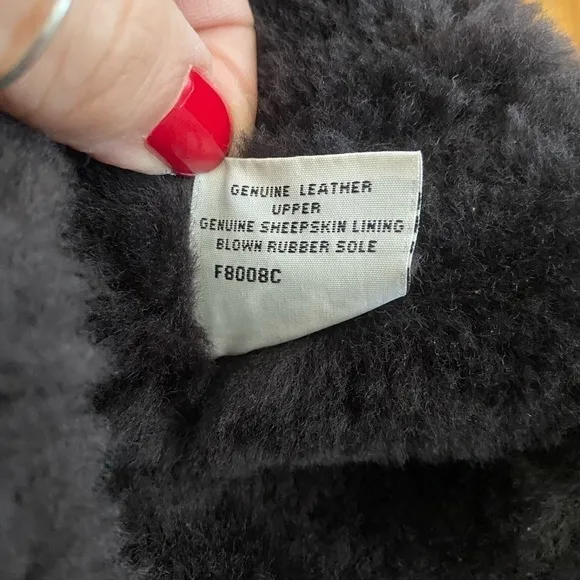 GENUINE LEATHER
UPPER
GENUINE SHEEPSKIN LINING
BLOWN RUBBER SOLE
F8008C